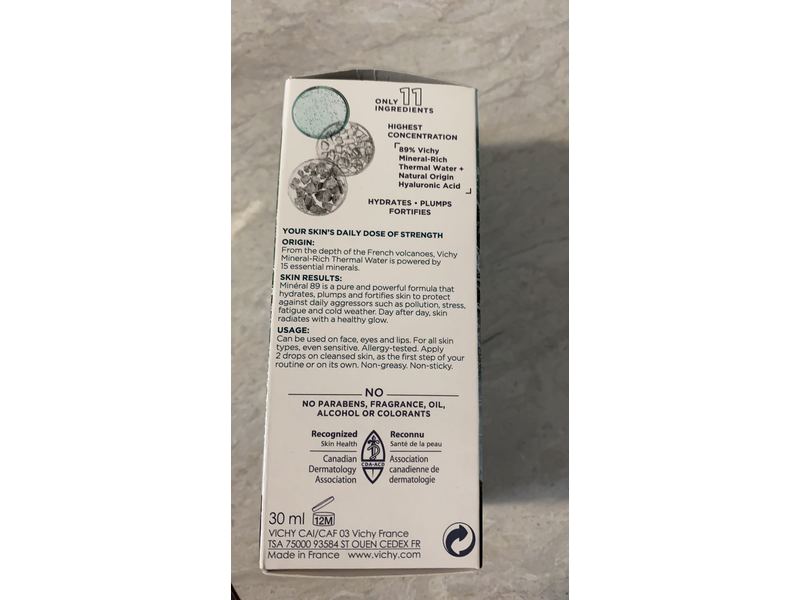 ONLY 11
INGREDIENTS
HIGHEST
CONCENTRATION
89% Vichy
Mineral-Rich
Thermal Water +
Natural Origin
Hyaluronic Acid
HYDRATES • PLUMPS
FORTIFIES
YOUR SKIN'S DAILY DOSE OF STRENGTH
ORIGIN:
From the depth of the French volcanoes, Vichy
Mineral-Rich Thermal Water is powered by
15 essential minerals.
SKIN RESULTS:
Minéral 89 is a pure and powerful formula that
hydrates, plumps and fortifies skin to protect
against daily aggressors such as pollution, stress,
fatigue and cold weather. Day after day, skin
radiates with a healthy glow.
USAGE:
Can be used on face, eyes and lips. For all skin
types, even sensitive. Allergy-tested. Apply
2 drops on cleansed skin, as the first step of your
routine or on its own. Non-greasy. Non-sticky.
NO
NO PARABENS, FRAGRANCE, OIL,
ALCOHOL OR COLORANTS
Recognized
Skin Health
Canadian
Dermatology
Association
CDA-ACD
Reconnu
Santé de la peau
Association
canadienne de
dermatologie
30 ml 12M
VICHY CAI/CAF 03 Vichy France
TSA 75000 93584 ST OUEN CEDEX FR
Made in France www.vichy.com